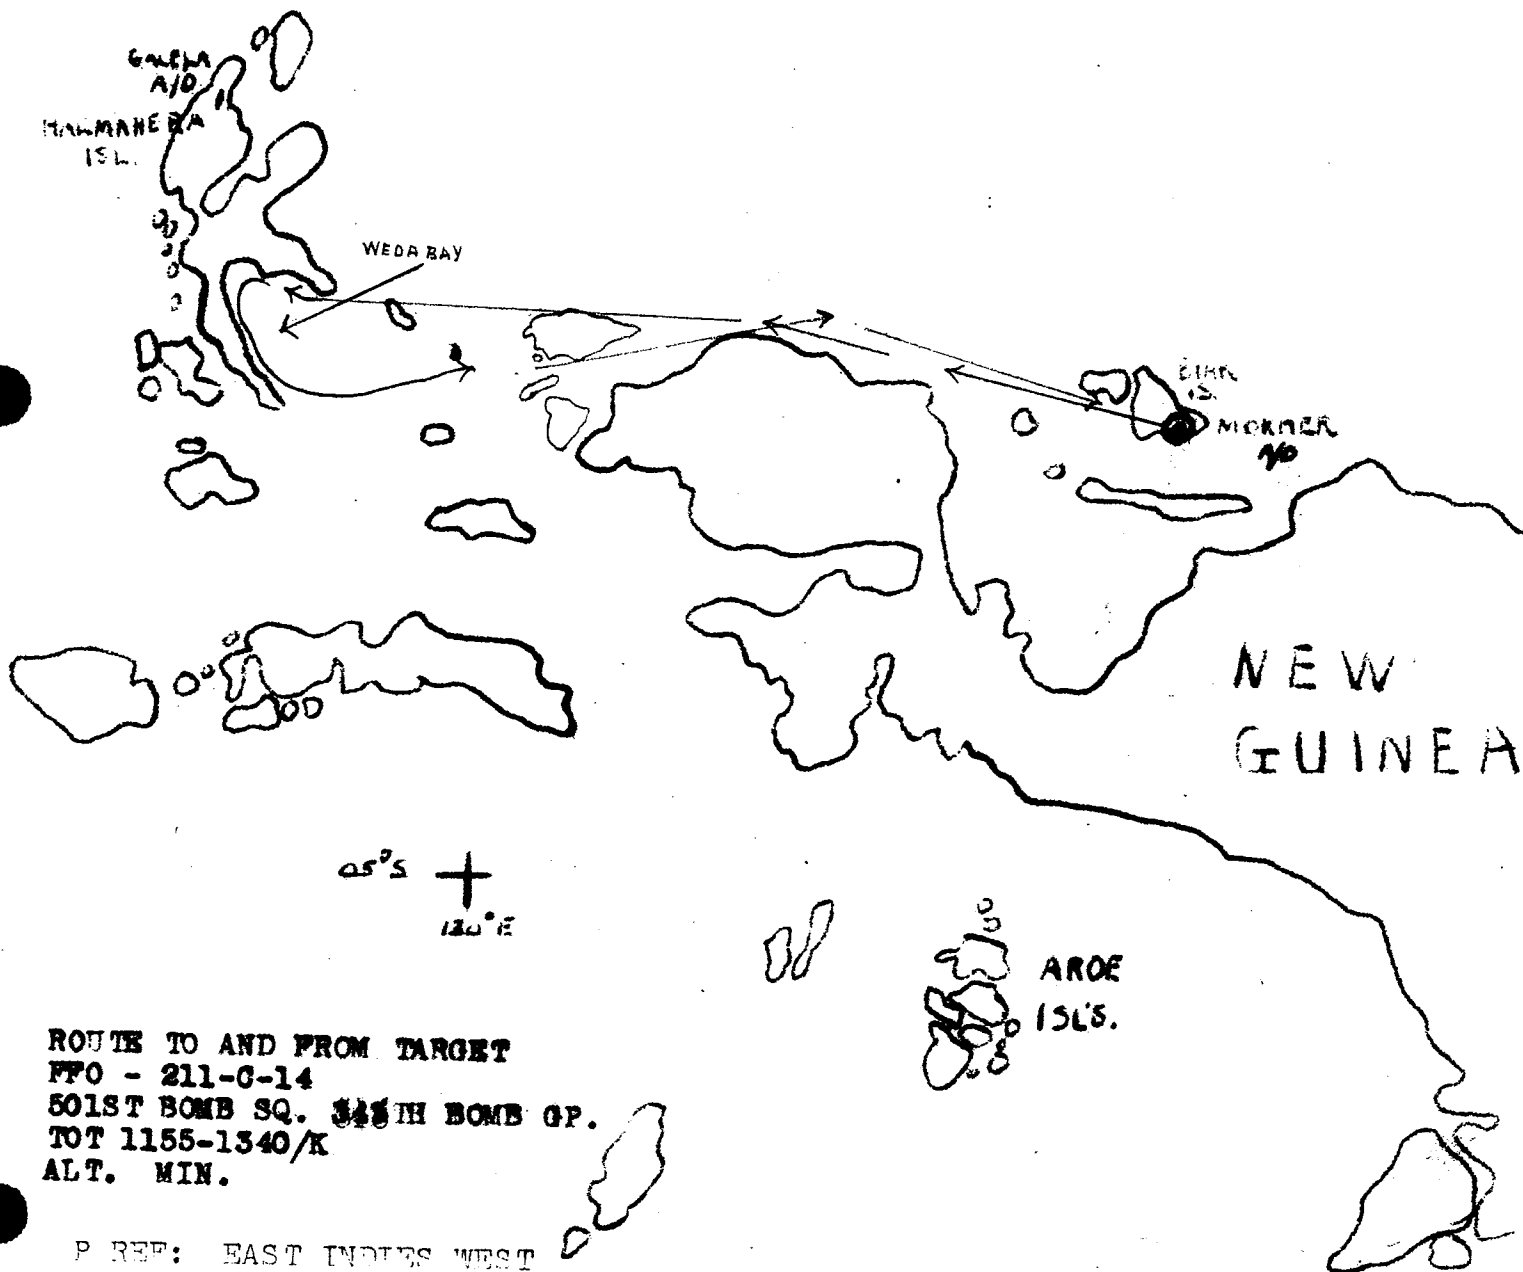 GALELA
A/D
HALMAHERA
ISL.
WEDA BAY
BIAK
IS.
MOKMER
A/D
NEW
GUINEA
05°S
130°E
AROE
ISL'S.
ROUTE TO AND FROM TARGET
FFO - 211-C-14
501ST BOMB SQ. 345TH BOMB GP.
TOT 1155-1340/K
ALT. MIN.
P REF: EAST INDIES WEST